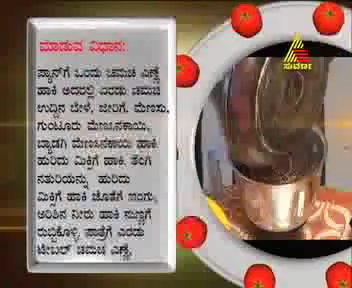 ಮಾಡುವ ವಿಧಾನ:
ಪ್ಯಾನ್‌ಗೆ ಒಂದು ಚಮಚ ಎಣ್ಣೆ
ಹಾಕಿ ಅದರಲ್ಲಿ ಎರಡು ಚಮಚ
ಉದ್ದಿನ ಬೇಳೆ, ಜೀರಿಗೆ, ಮೆಣಸು,
ಗುಂಟೂರು ಮೆಣಸಿನಕಾಯಿ,
ಬ್ಯಾಡಗಿ ಮೆಣಸಿನಕಾಯಿ ಹಾಕಿ
ಹುರಿದು ಮಿಕ್ಸಿಗೆ ಹಾಕಿ, ತೆಂಗಿ
ನತುರಿಯನ್ನು ಹುರಿದು
ಮಿಕ್ಸಿಗೆ ಹಾಕಿ ಜೊತೆಗೆ ಇಂಗು,
ಅರಿಶಿನ ನೀರು ಹಾಕಿ ನುಣ್ಣಗೆ
ರುಬ್ಬಿಕೊಳ್ಳಿ. ಪಾತ್ರೆಗೆ ಎರಡು
ಟೇಬಲ್ ಚಮಚ ಎಣ್ಣೆ,
ಸುವರ್ಣ